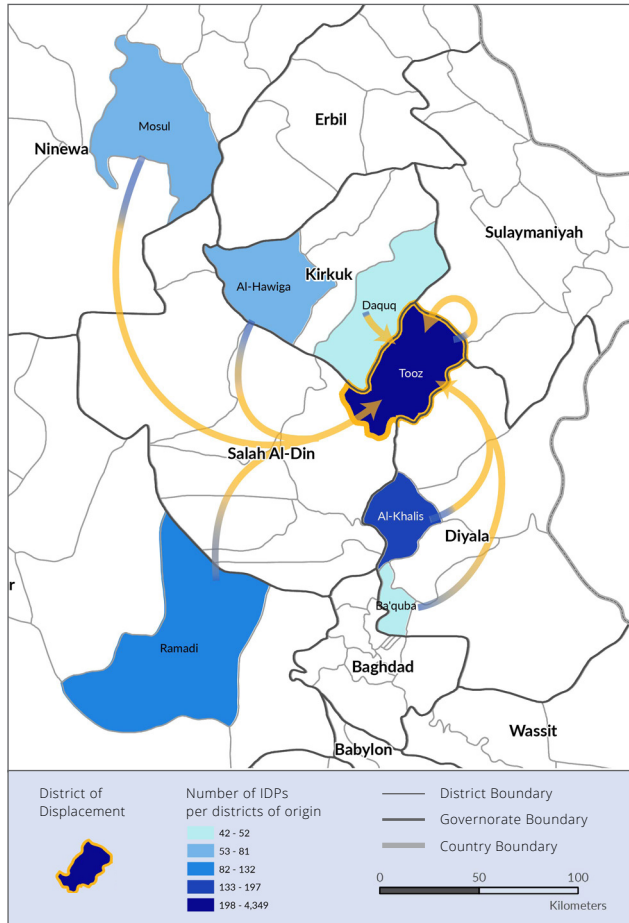 Mosul
Erbil
Ninewa
Sulaymaniyah
Kirkuk
Al-Hawiga
Daquq
Tooz
Salah Al-Din
Al-Khalis
Diyala
r
Ba'quba
Ramadi
Baghdad
Wassit
Babylon
District of
Displacement
Number of IDPs
per districts of origin
42 - 52
53 - 81
82 - 132
133 - 197
198 - 4,349
District Boundary
Governorate Boundary
Country Boundary
0 50 100
Kilometers